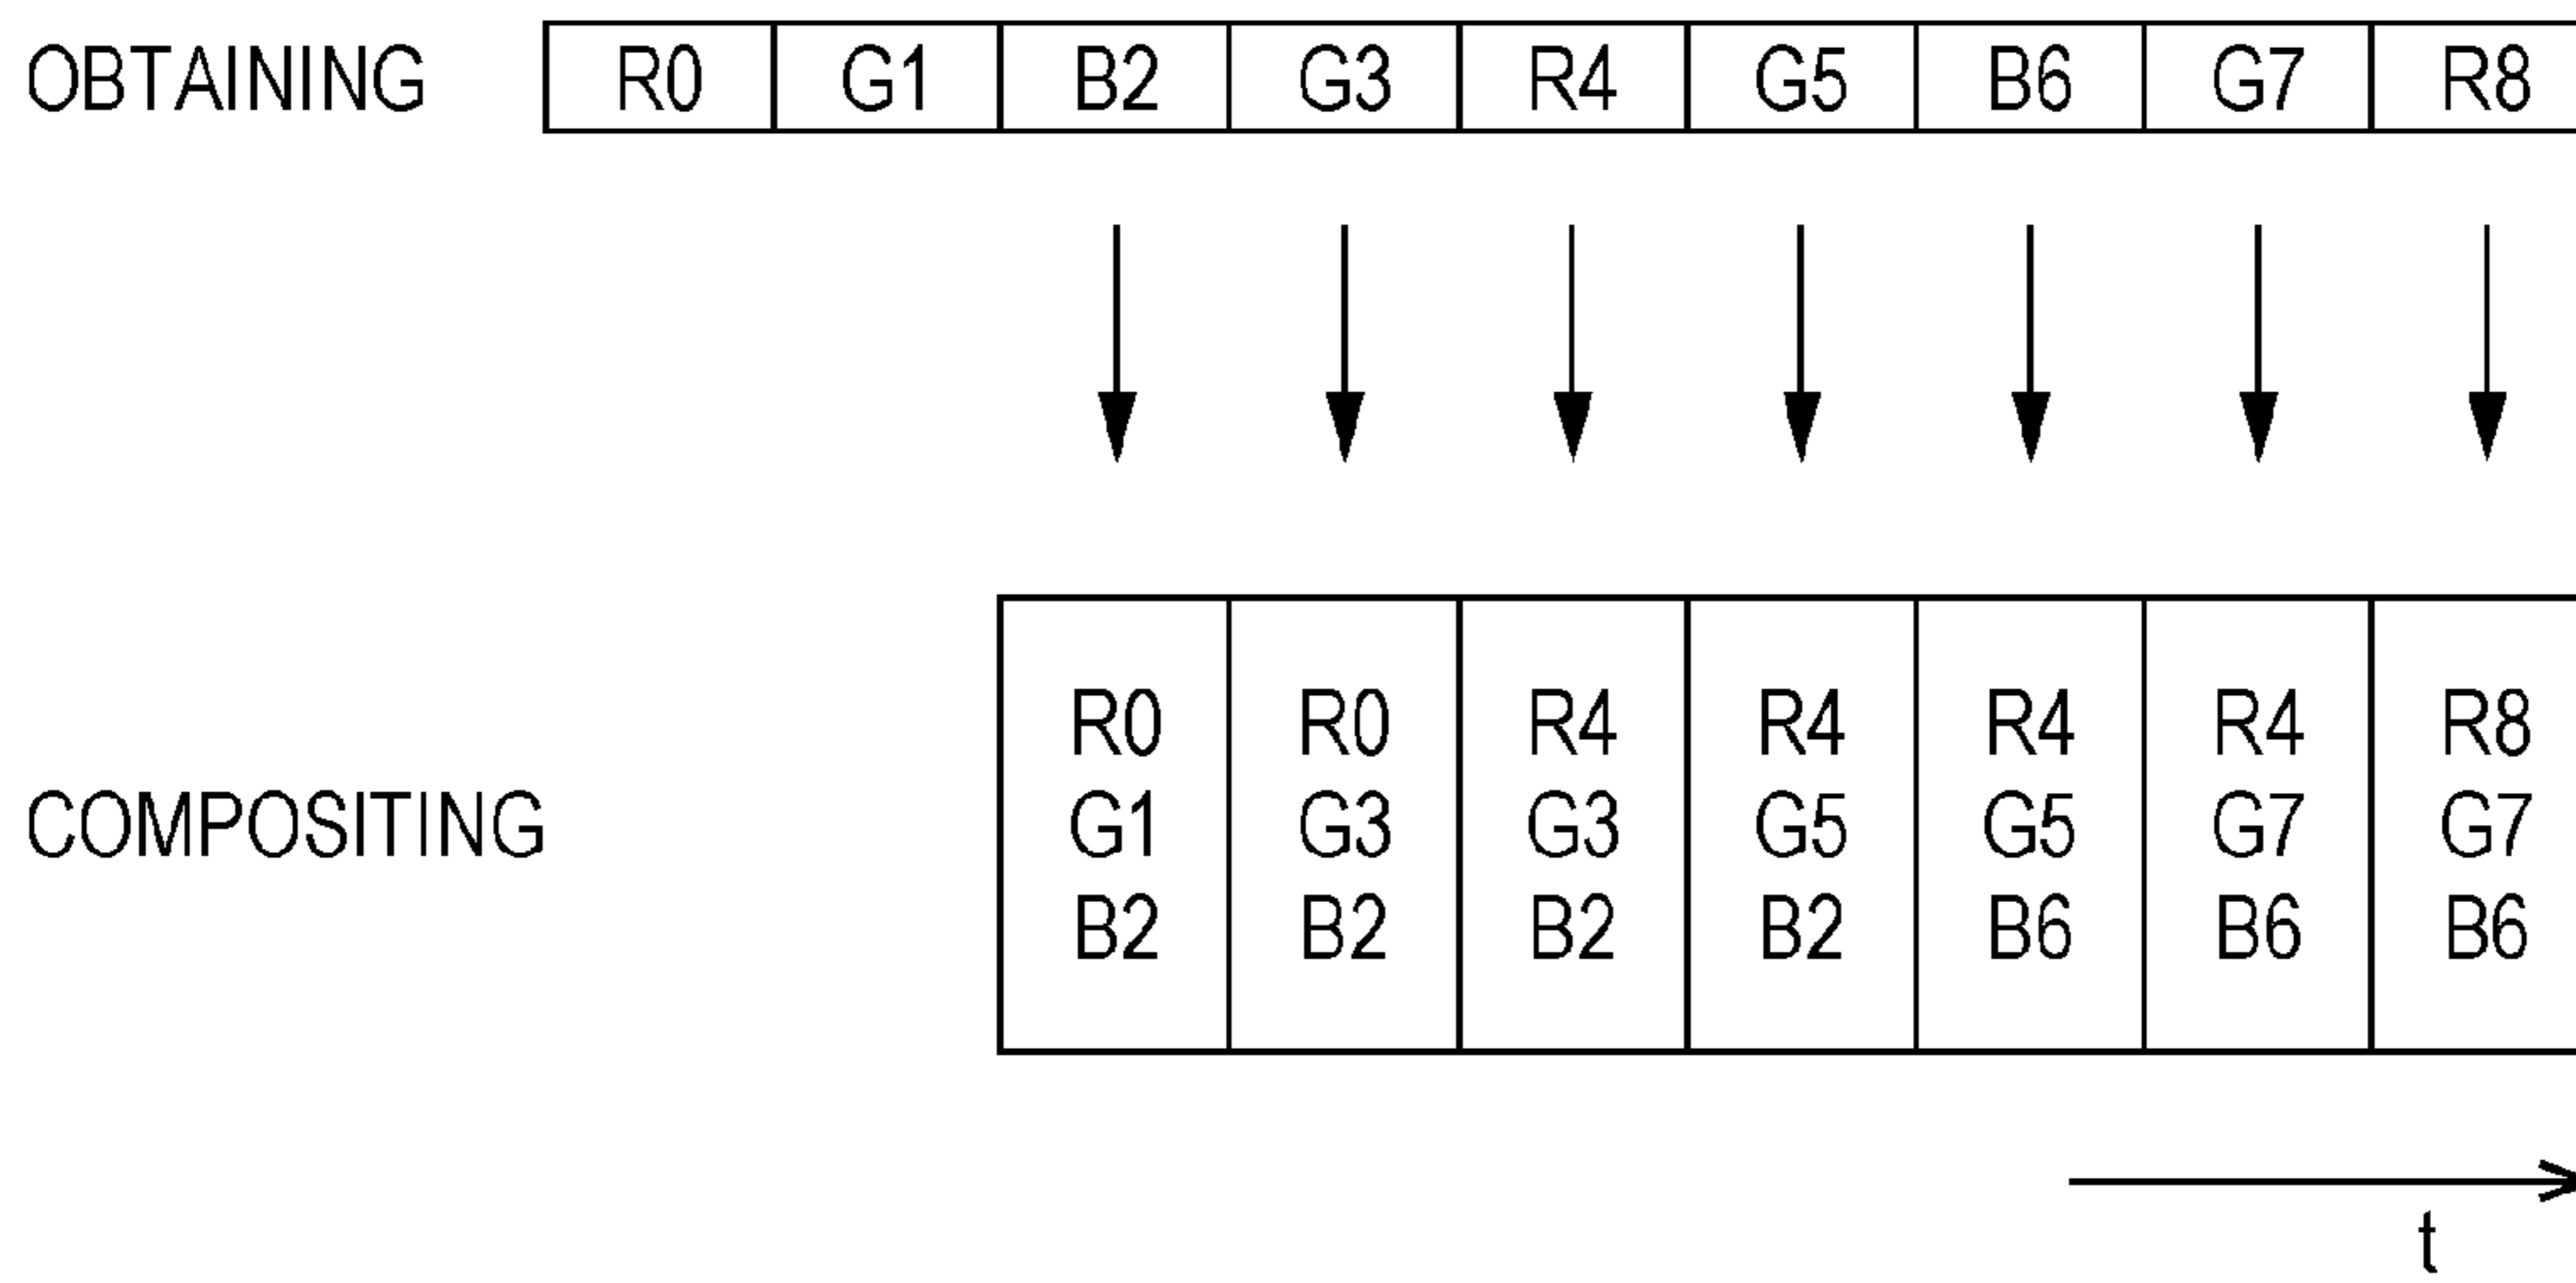 OBTAINING R0 G1 B2 G3 R4 G5 B6 G7 R8
R0 R0 R4 R4 R4 R4 R8
COMPOSITING G1 G3 G3 G5 G5 G7 G7
B2 B2 B2 B2 B6 B6 B6
t